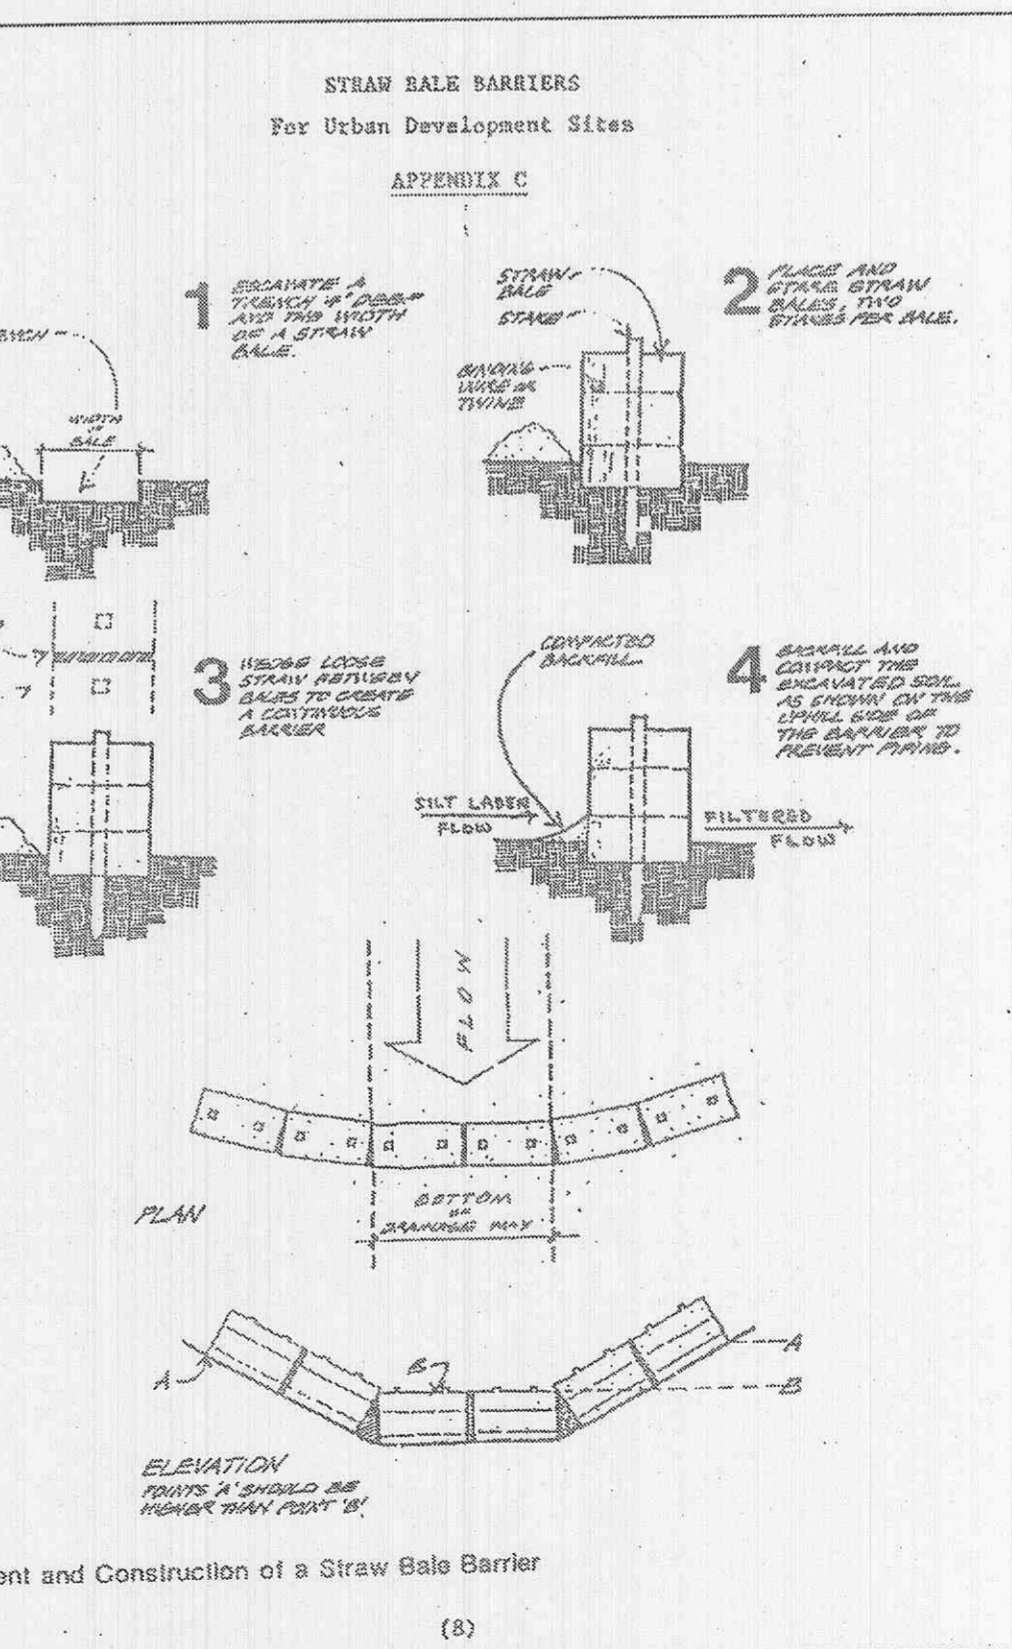 STRAW BALE BARRIERS
For Urban Development Sites
APPENDIX C
1
EXCAVATE A
TRENCH 4" DEEP
AND THE WIDTH
OF A STRAW
BALE.
WIDTH
OF
BALE
STRAW
BALE
STAKE
BINDING
WIRE OR
TWINE
2
PLACE AND
STAKE STRAW
BALES, TWO
STAKES PER BALE.
3
WEDGE LOOSE
STRAW BETWEEN
BALES TO CREATE
A CONTINUOUS
BARRIER
COMPACTED
BACKFILL
4
BACKFILL AND
COMPACT THE
EXCAVATED SOIL
AS SHOWN ON THE
UPHILL SIDE OF
THE BARRIER TO
PREVENT PIPING.
SILT LADEN
FLOW
FILTERED
FLOW
FLOW
PLAN
BOTTOM
OF
DRAINAGE WAY
A
B
A
B
ELEVATION
POINTS 'A' SHOULD BE
HIGHER THAN POINT 'B'.
and Construction of a Straw Bale Barrier
(8)